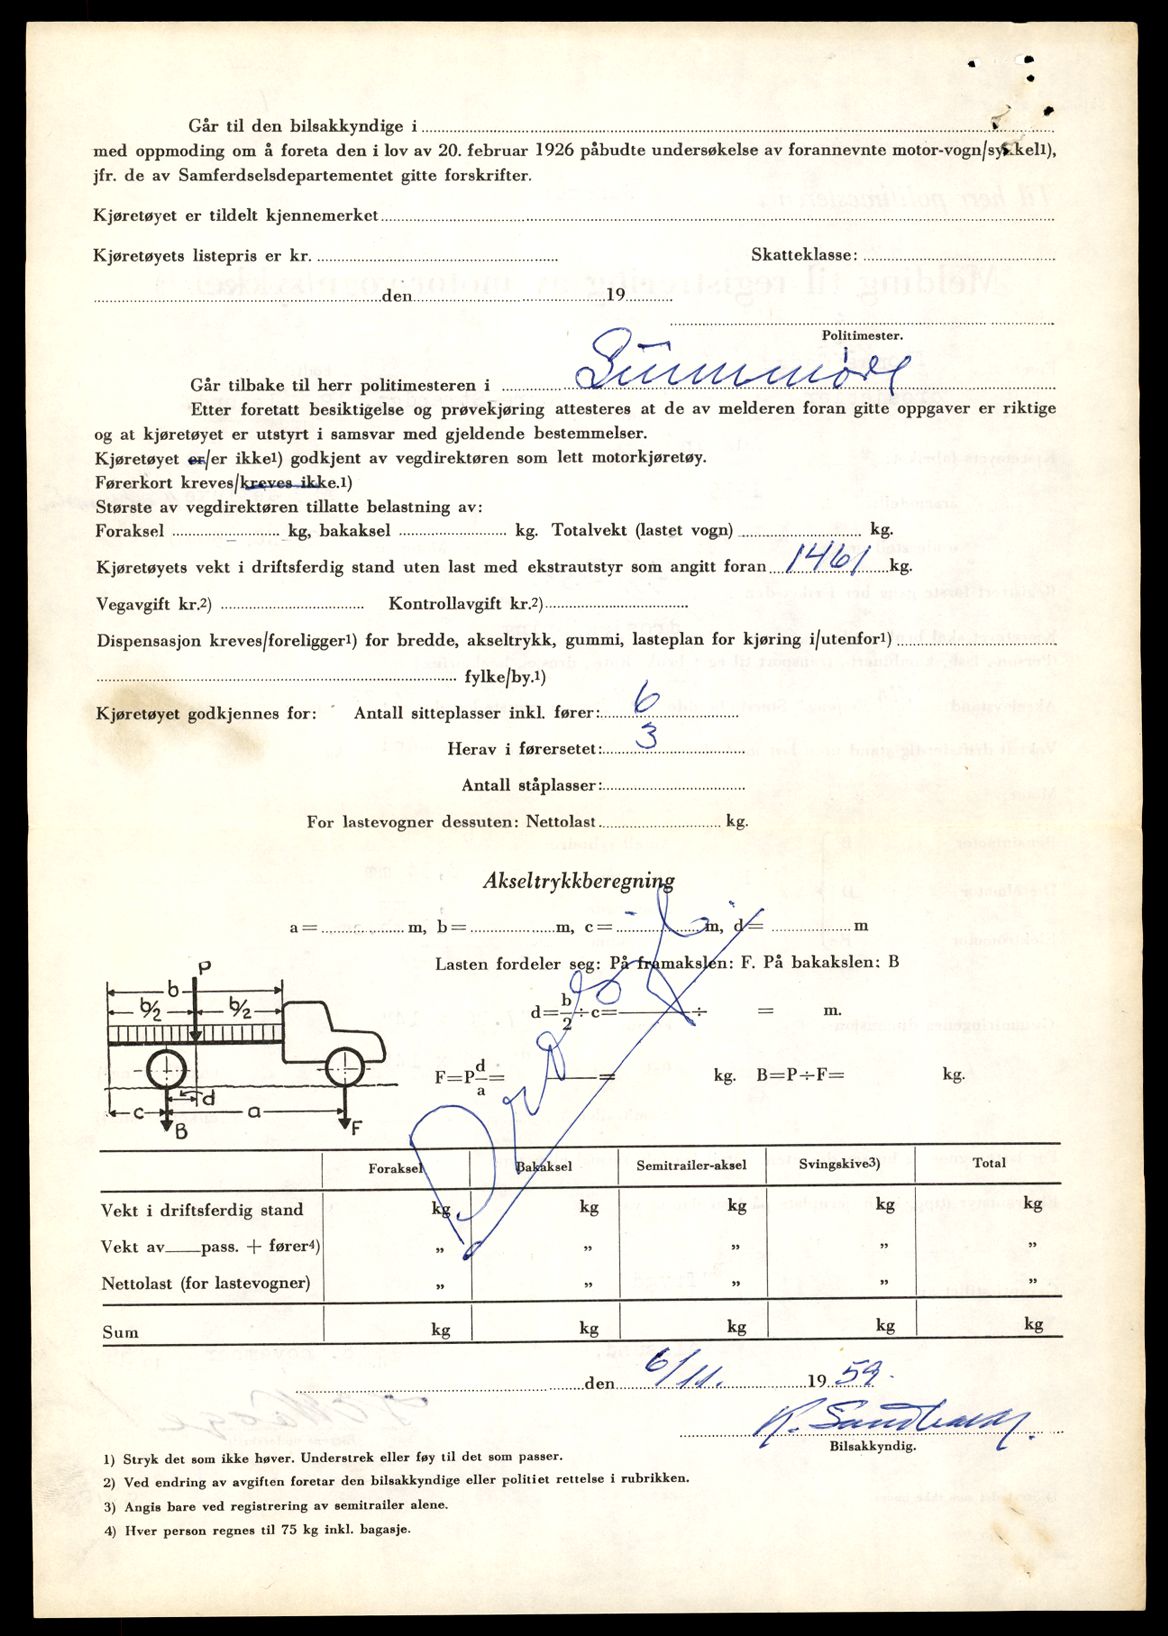 Går til den bilsakkyndige i
med oppmoding om å foreta den i lov av 20. februar 1926 påbudte undersøkelse av forannevnte motor-vogn/sykkel1),
jfr. de av Samferdselsdepartementet gitte forskrifter.
Kjøretøyet er tildelt kjennemerket
Kjøretøyets listepris er kr. Skatteklasse:
den 19
Politimester.
Går tilbake til herr politimesteren i Sunnmøre
Etter foretatt besiktigelse og prøvekjøring attesteres at de av melderen foran gitte oppgaver er riktige
og at kjøretøyet er utstyrt i samsvar med gjeldende bestemmelser.
Kjøretøyet er/er ikke1) godkjent av vegdirektøren som lett motorkjøretøy.
Førerkort kreves/kreves ikke.1)
Største av vegdirektøren tillatte belastning av:
Foraksel kg, bakaksel kg. Totalvekt (lastet vogn) kg.
Kjøretøyets vekt i driftsferdig stand uten last med ekstrautstyr som angitt foran 1461 kg.
Vegavgift kr.2) Kontrollavgift kr.2)
Dispensasjon kreves/foreligger1) for bredde, akseltrykk, gummi, lasteplan for kjøring i/utenfor1)
fylke/by.1)
Kjøretøyet godkjennes for: Antall sitteplasser inkl. fører: 6
Herav i førersetet: 3
Antall ståplasser:
For lastevogner dessuten: Nettolast kg.
Akseltrykkberegning
a = m, b = m, c = m, d = m
Lasten fordeler seg: På framakslen: F. På bakakslen: B
P
b
b/2 b/2
d = b/2 ÷ c = ÷ = m.
F = P d/a = = kg. B = P ÷ F = kg.
d
c a
B F
Drosje
Foraksel Bakaksel Semitrailer-aksel Svingskive3) Total
Vekt i driftsferdig stand kg kg kg kg kg
Vekt av pass. + fører4) „ „ „ „ „
Nettolast (for lastevogner) „ „ „ „ „
Sum kg kg kg kg kg
den 6/11. 19 59.
Bilsakkyndig.
1) Stryk det som ikke høver. Understrek eller føy til det som passer.
2) Ved endring av avgiften foretar den bilsakkyndige eller politiet rettelse i rubrikken.
3) Angis bare ved registrering av semitrailer alene.
4) Hver person regnes til 75 kg inkl. bagasje.